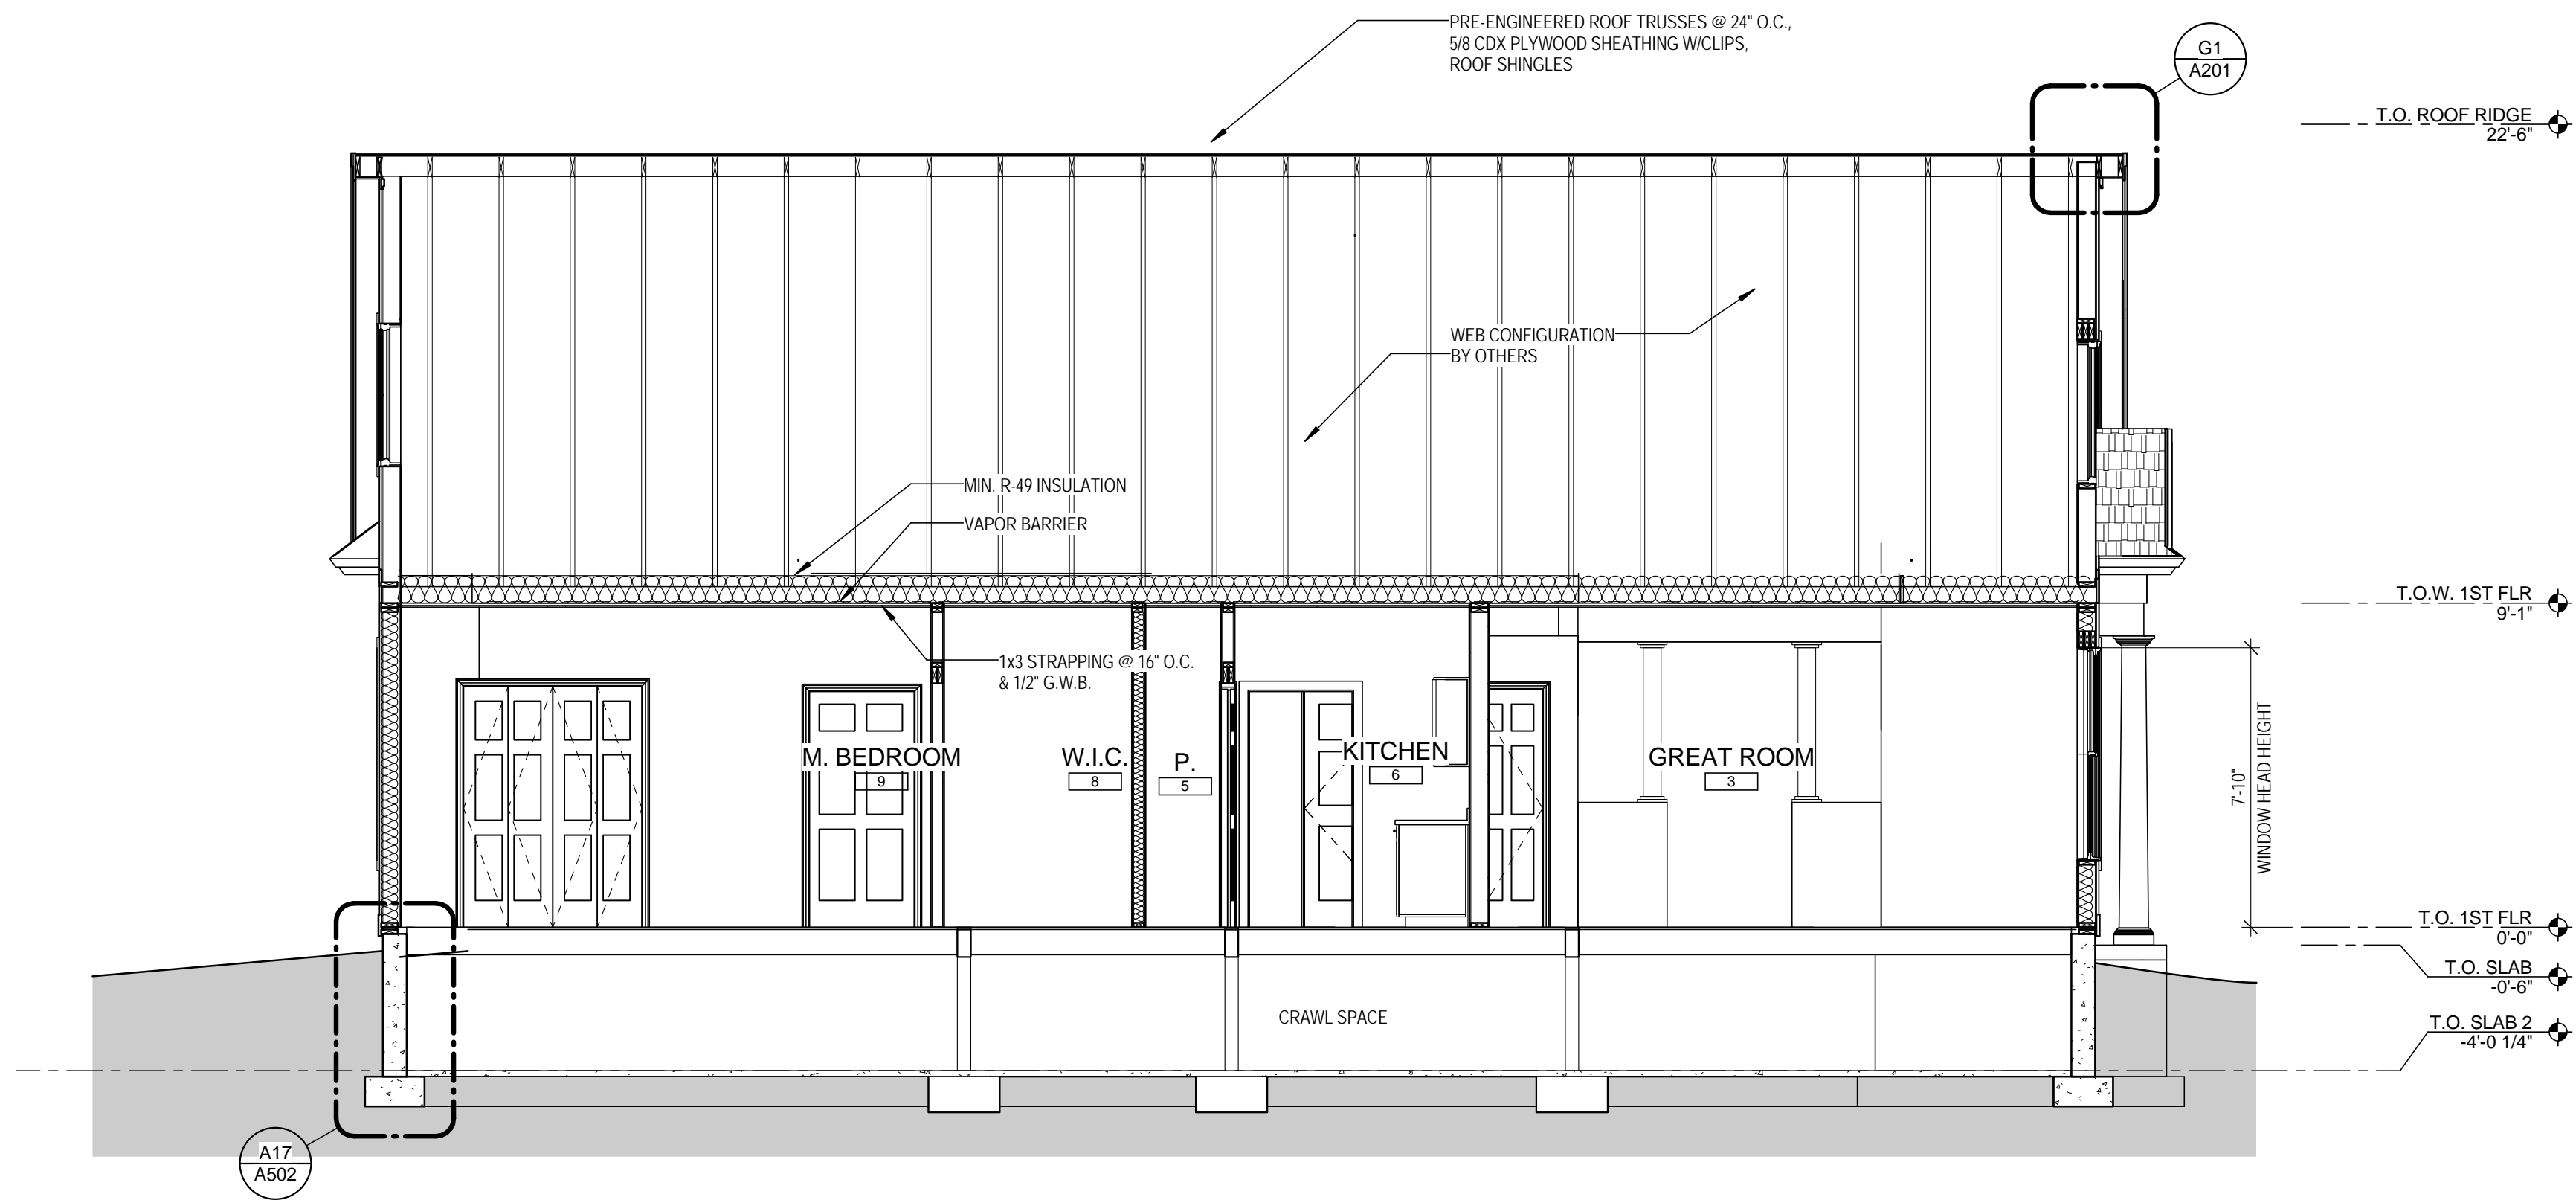 PRE-ENGINEERED ROOF TRUSSES @ 24" O.C.,
5/8 CDX PLYWOOD SHEATHING W/CLIPS,
ROOF SHINGLES
G1
A201
T.O. ROOF RIDGE
22'-6"
WEB CONFIGURATION
BY OTHERS
MIN. R-49 INSULATION
VAPOR BARRIER
T.O.W. 1ST FLR
9'-1"
1x3 STRAPPING @ 16" O.C.
& 1/2" G.W.B.
M. BEDROOM
9
W.I.C.
8
P.
5
KITCHEN
6
GREAT ROOM
3
7'-10"
WINDOW HEAD HEIGHT
T.O. 1ST FLR
0'-0"
T.O. SLAB
-0'-6"
CRAWL SPACE
T.O. SLAB 2
-4'-0 1/4"
A17
A502